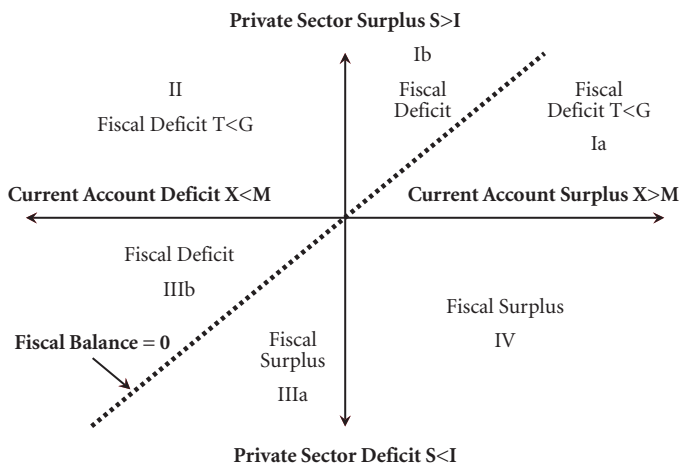 Private Sector Surplus S>I
Ib
II
Fiscal
Deficit
Fiscal
Deficit T<G
Fiscal Deficit T<G
Ia
Current Account Deficit X<M
Current Account Surplus X>M
Fiscal Deficit
IIIb
Fiscal Surplus
IV
Fiscal Balance = 0
Fiscal
Surplus
IIIa
Private Sector Deficit S<I